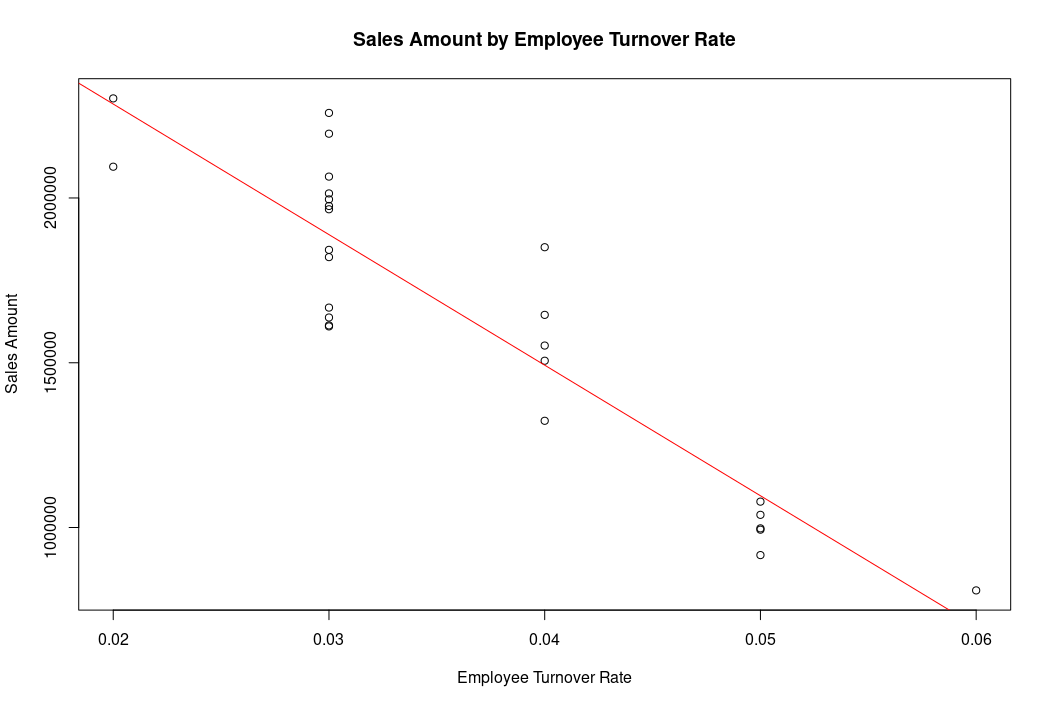 Sales Amount by Employee Turnover Rate
Sales Amount
2000000
1500000
1000000
0.02 0.03 0.04 0.05 0.06
Employee Turnover Rate